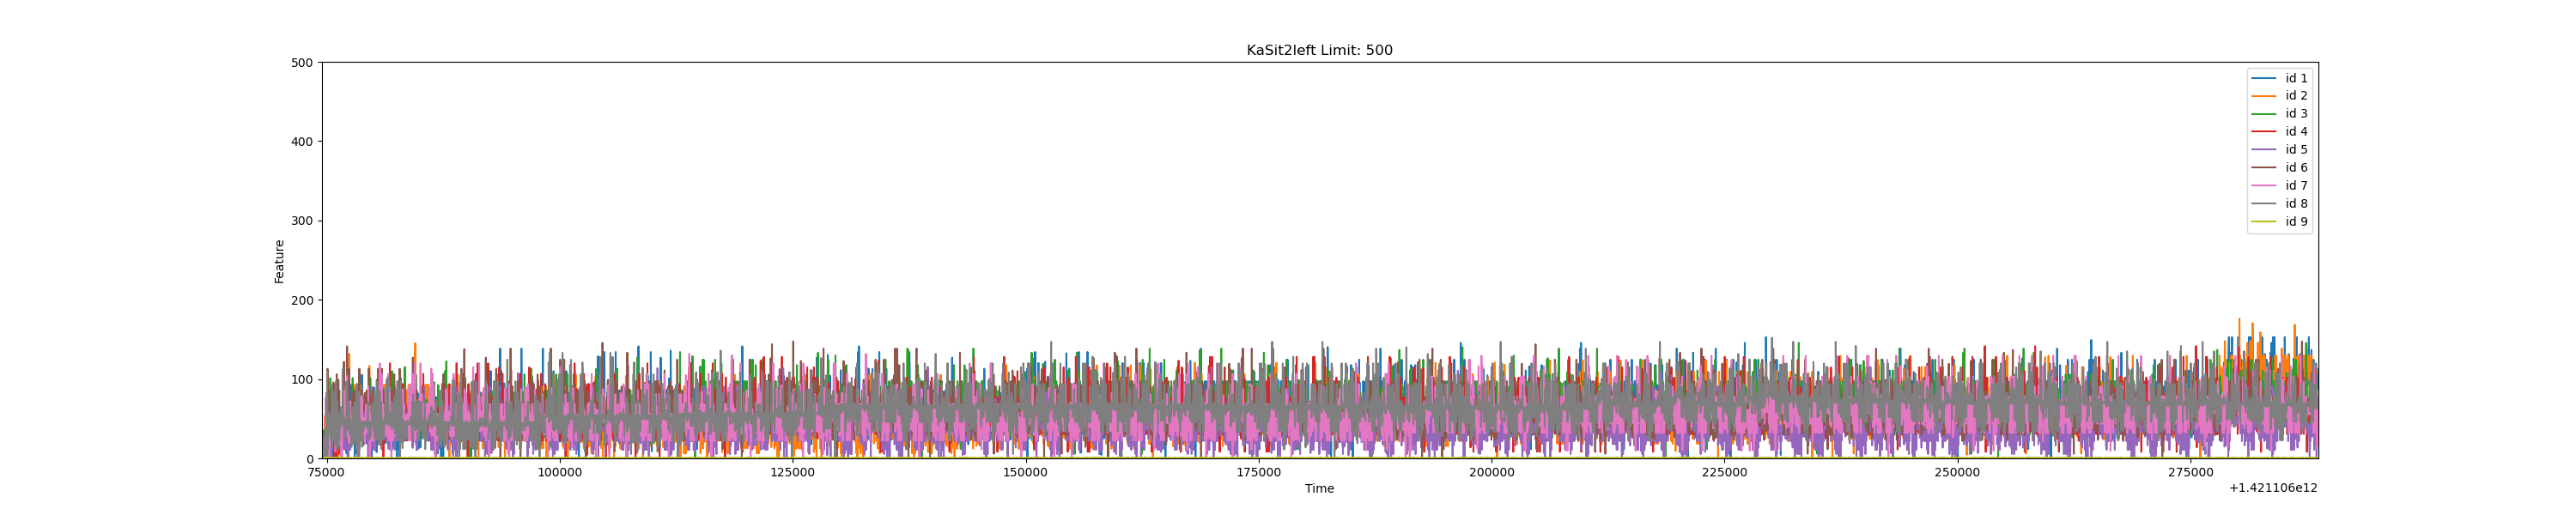 KaSit2left Limit: 500
500
400
300
200
100
0
Feature
id 1
id 2
id 3
id 4
id 5
id 6
id 7
id 8
id 9
75000 100000 125000 150000 175000 200000 225000 250000 275000
Time
+1.421106e12